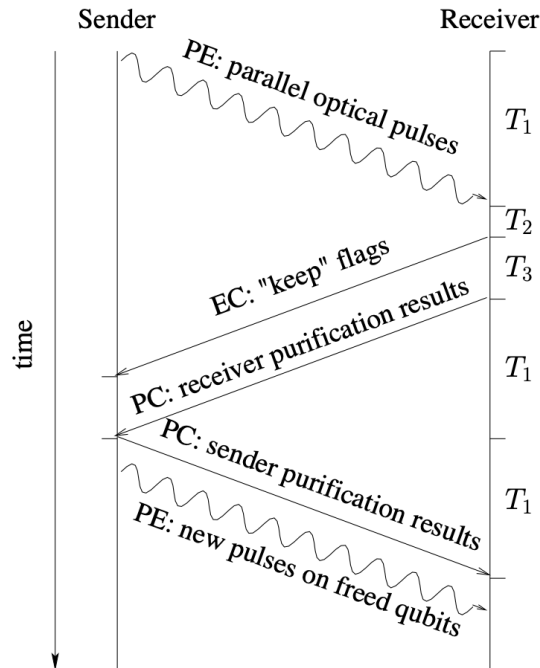 Sender
Receiver
PE: parallel optical pulses
T₁
T₂
EC: "keep" flags
T₃
PC: receiver purification results
T₁
time
PC: sender purification results
T₁
PE: new pulses on freed qubits